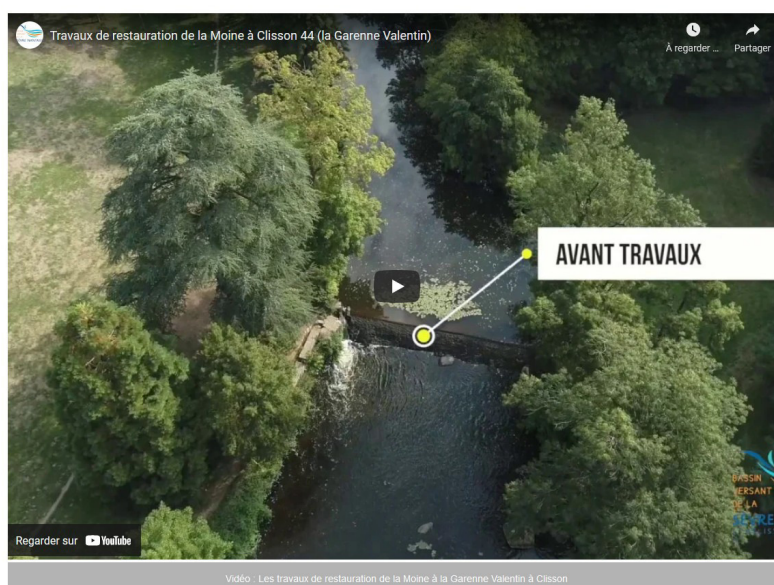 Travaux de restauration de la Moine à Clisson 44 (la Garenne Valentin)
À regarder ...
Partager
AVANT TRAVAUX
BASSIN
VERSANT
DE LA
Regarder sur YouTube
Vidéo : Les travaux de restauration de la Moine à la Garenne Valentin à Clisson